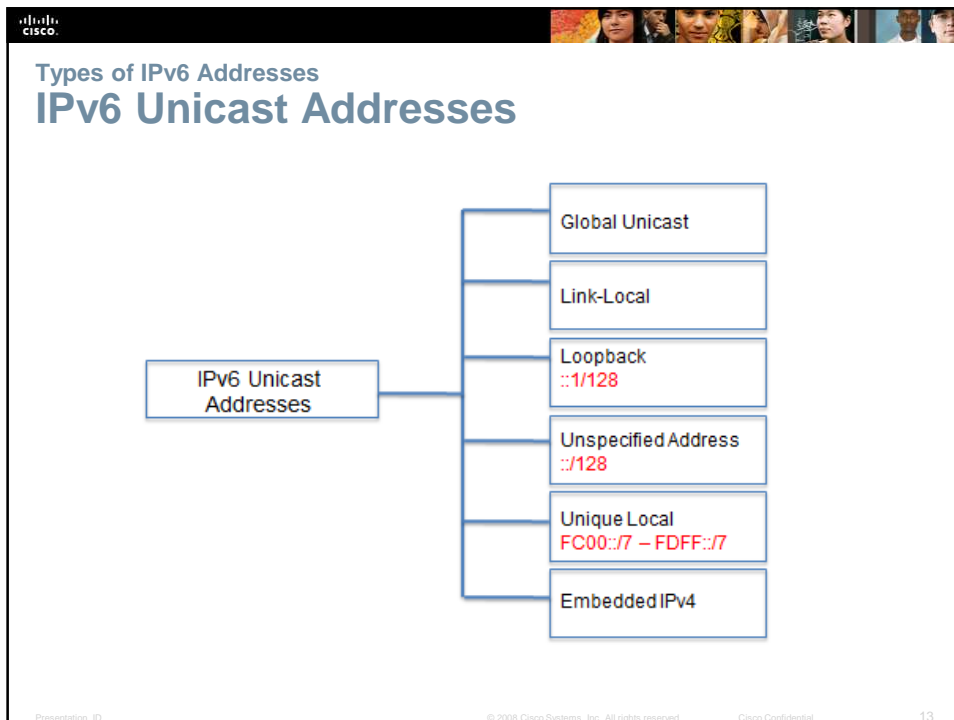 cisco.
Types of IPv6 Addresses
IPv6 Unicast Addresses
Global Unicast
Link-Local
Loopback
::1/128
IPv6 Unicast
Addresses
Unspecified Address
::/128
Unique Local
FC00::/7 – FDFF::/7
Embedded IPv4
Presentation_ID © 2008 Cisco Systems, Inc. All rights reserved. Cisco Confidential 13